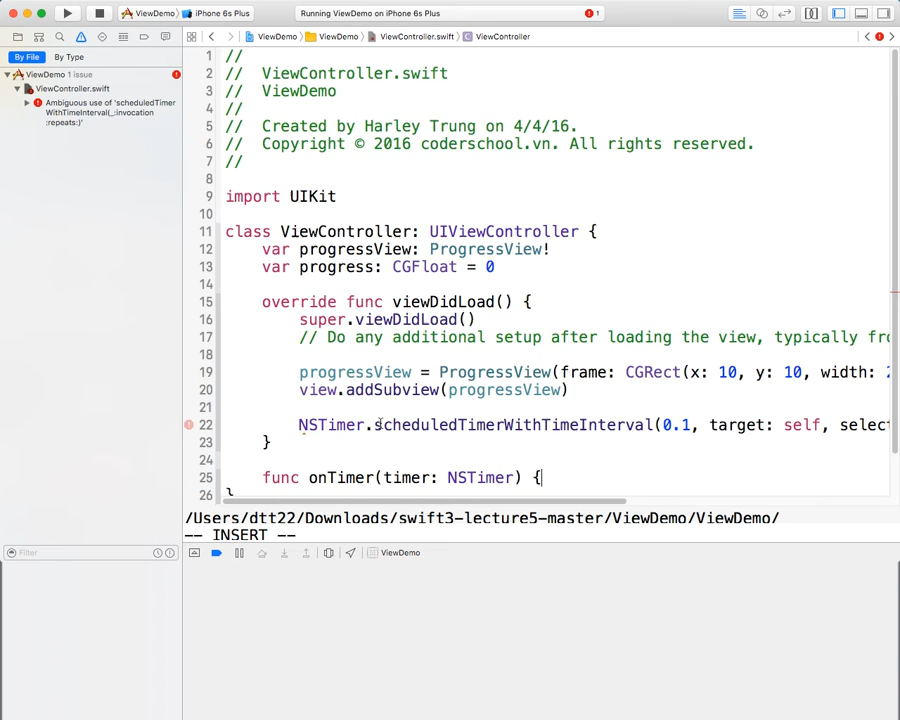 ViewDemo iPhone 6s Plus Running ViewDemo on iPhone 6s Plus 1
ViewDemo ViewDemo ViewController.swift C ViewController
By File By Type
ViewDemo 1 issue
ViewController.swift
Ambiguous use of 'scheduledTimer
WithTimeInterval(_:invocation
:repeats:)'
1 //
2 // ViewController.swift
3 // ViewDemo
4 //
5 // Created by Harley Trung on 4/4/16.
6 // Copyright © 2016 coderschool.vn. All rights reserved.
7 //
8
9 import UIKit
10
11 class ViewController: UIViewController {
12 var progressView: ProgressView!
13 var progress: CGFloat = 0
14
15 override func viewDidLoad() {
16 super.viewDidLoad()
17 // Do any additional setup after loading the view, typically fro
18
19 progressView = ProgressView(frame: CGRect(x: 10, y: 10, width: 2
20 view.addSubview(progressView)
21
22 NSTimer.scheduledTimerWithTimeInterval(0.1, target: self, select
23 }
24
25 func onTimer(timer: NSTimer) {
26 }
/Users/dtt22/Downloads/swift3-lecture5-master/ViewDemo/ViewDemo/
-- INSERT --
Filter
ViewDemo